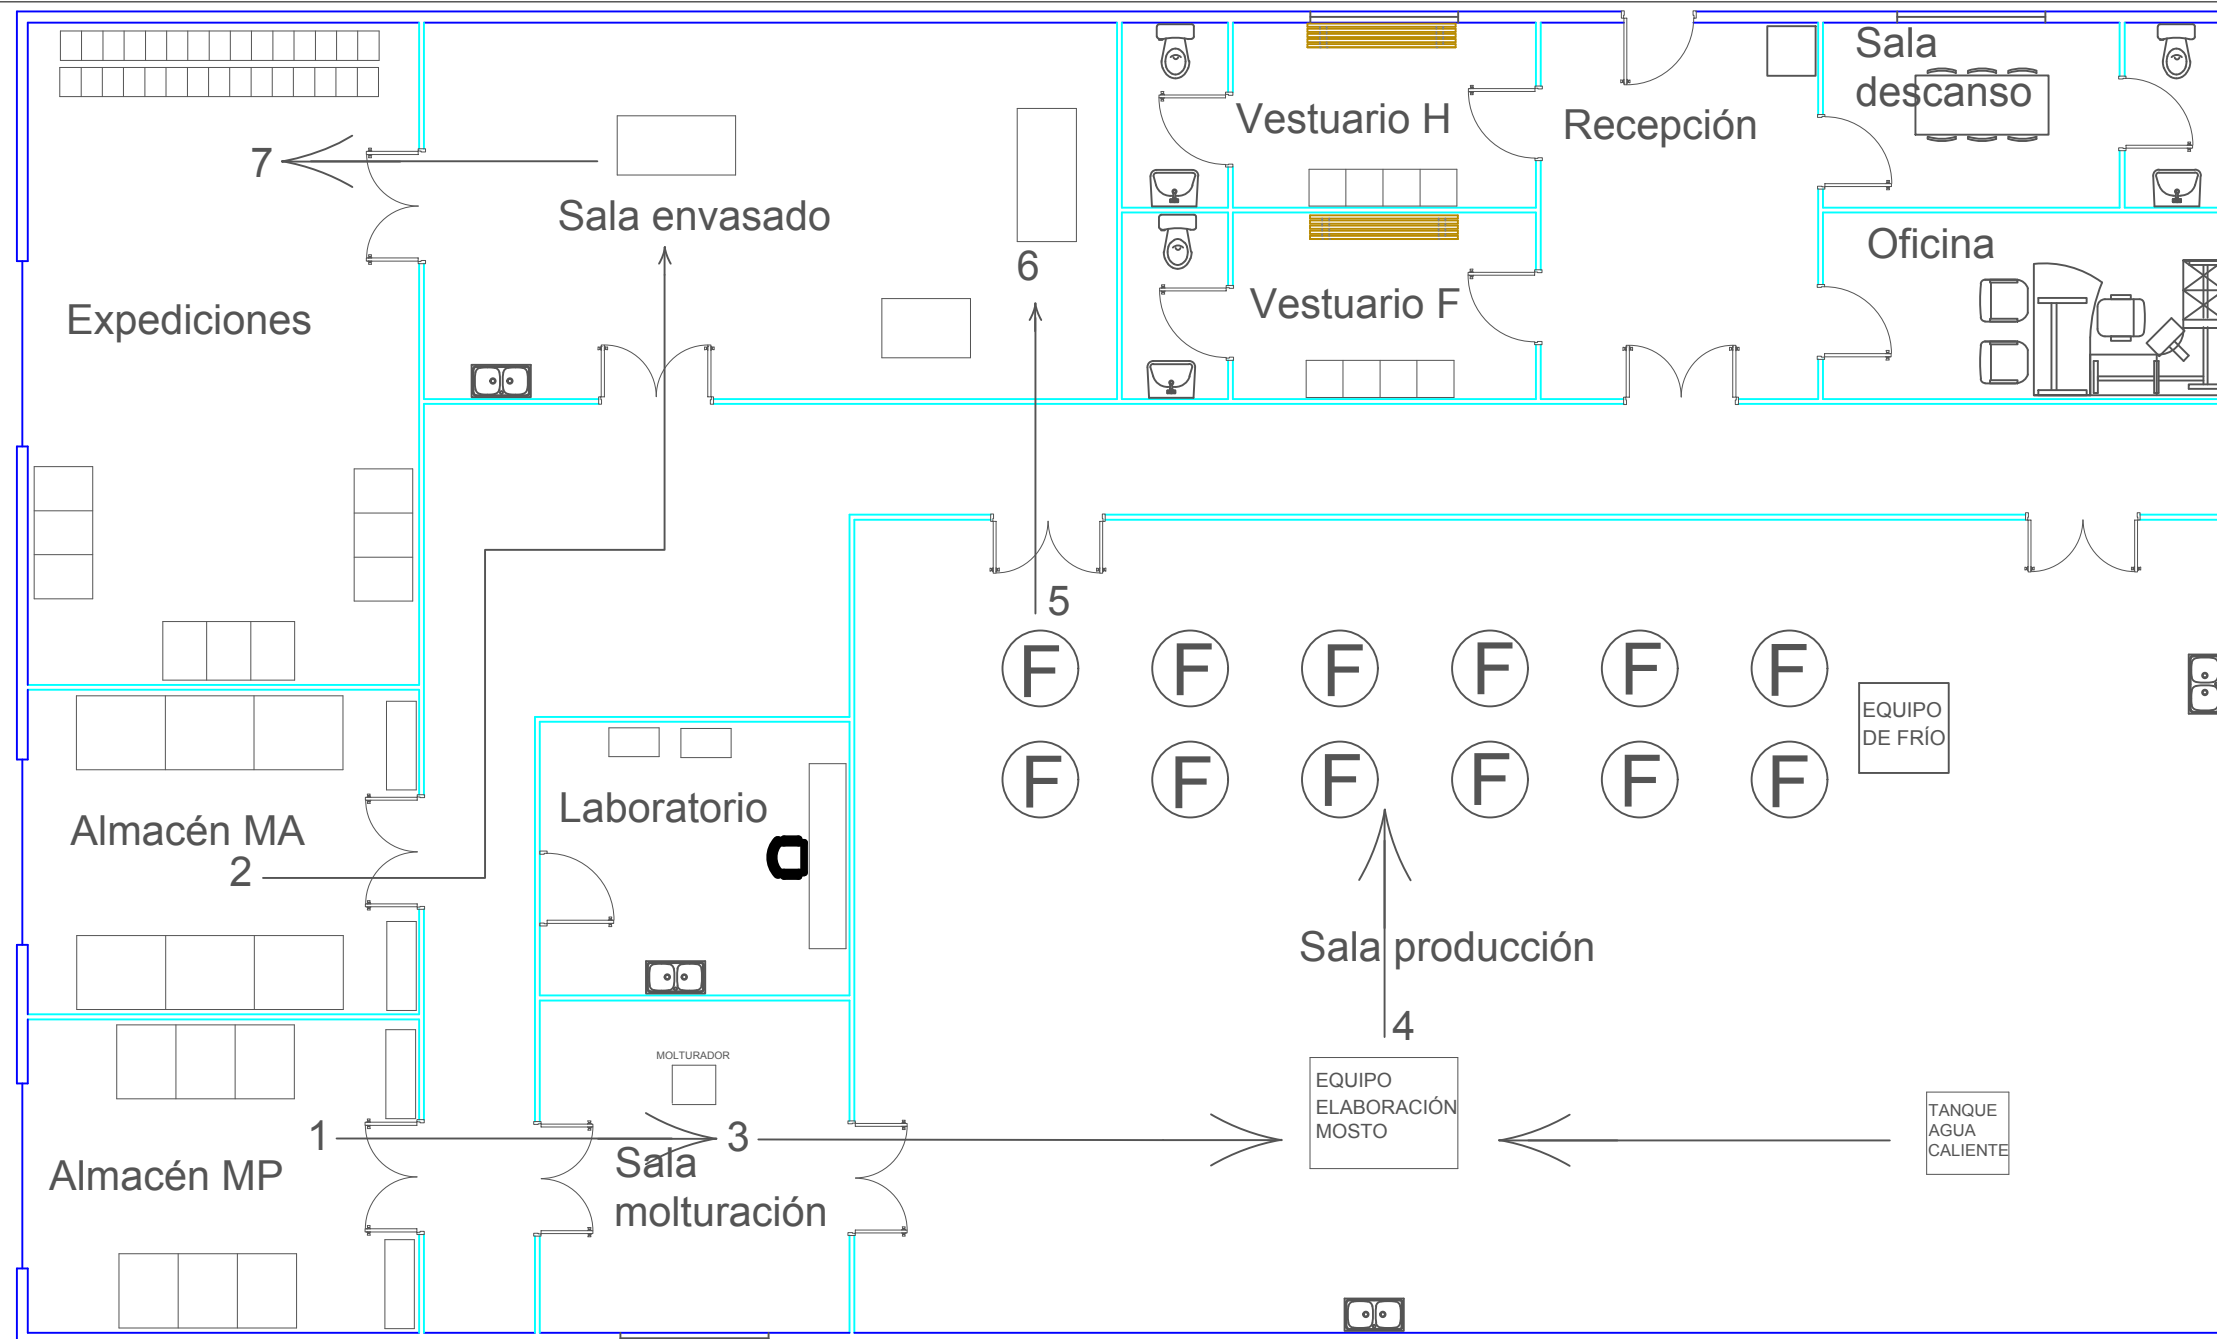 Sala
descanso
Vestuario H
Recepción
7
Sala envasado
Oficina
6
Vestuario F
Expediciones
5
F F F F F F
EQUIPO
DE FRÍO
F F F F F F
Laboratorio
Almacén MA
2
Sala producción
4
MOLTURADOR
EQUIPO
ELABORACIÓN
MOSTO
TANQUE
AGUA
CALIENTE
1
3
Sala
molturación
Almacén MP